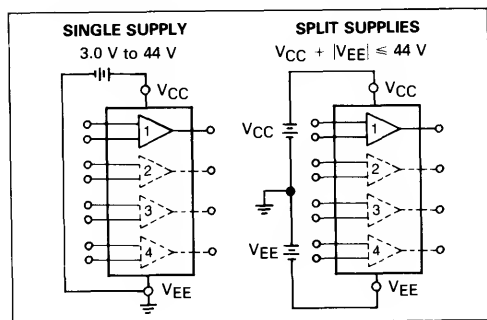 SINGLE SUPPLY
3.0 V to 44 V
VCC
1
2
3
4
VEE
SPLIT SUPPLIES
VCC + |VEE| ≤ 44 V
VCC
VCC
1
2
3
4
VEE
VEE